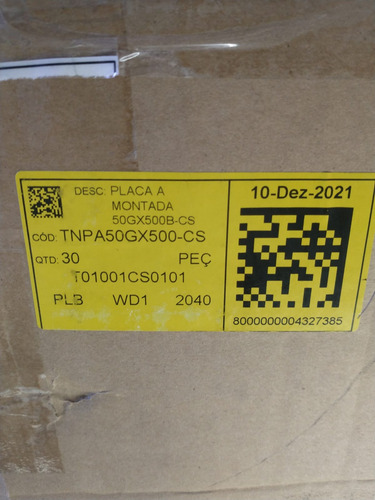 DESC: PLACA A
MONTADA
50GX500B-CS
CÓD: TNPA50GX500-CS
QTD: 30 PEÇ
T01001CS0101
PLB WD1 2040
10-Dez-2021
8000000004327385